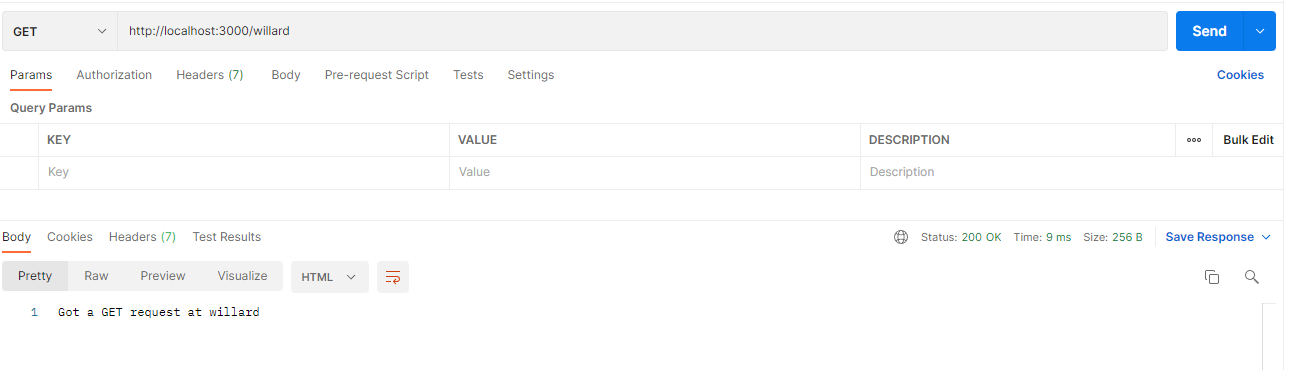 GET http://localhost:3000/willard Send
Params Authorization Headers (7) Body Pre-request Script Tests Settings Cookies
Query Params
KEY VALUE DESCRIPTION Bulk Edit
Key Value Description
Body Cookies Headers (7) Test Results Status: 200 OK Time: 9 ms Size: 256 B Save Response
Pretty Raw Preview Visualize HTML
1 Got a GET request at willard